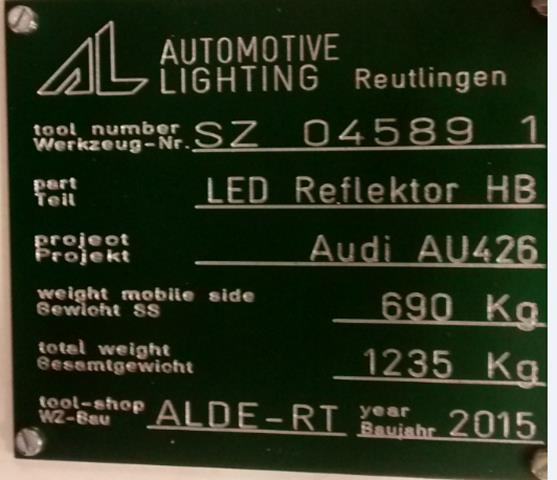 AL AUTOMOTIVE
LIGHTING Reutlingen
tool number
Werkzeug-Nr. SZ 04589 1
part
Teil LED Reflektor HB
project
Projekt Audi AU426
weight mobile side
Gewicht SS 690 Kg
total weight
Gesamtgewicht 1235 Kg
tool-shop
WZ-Bau ALDE-RT year
Baujahr 2015